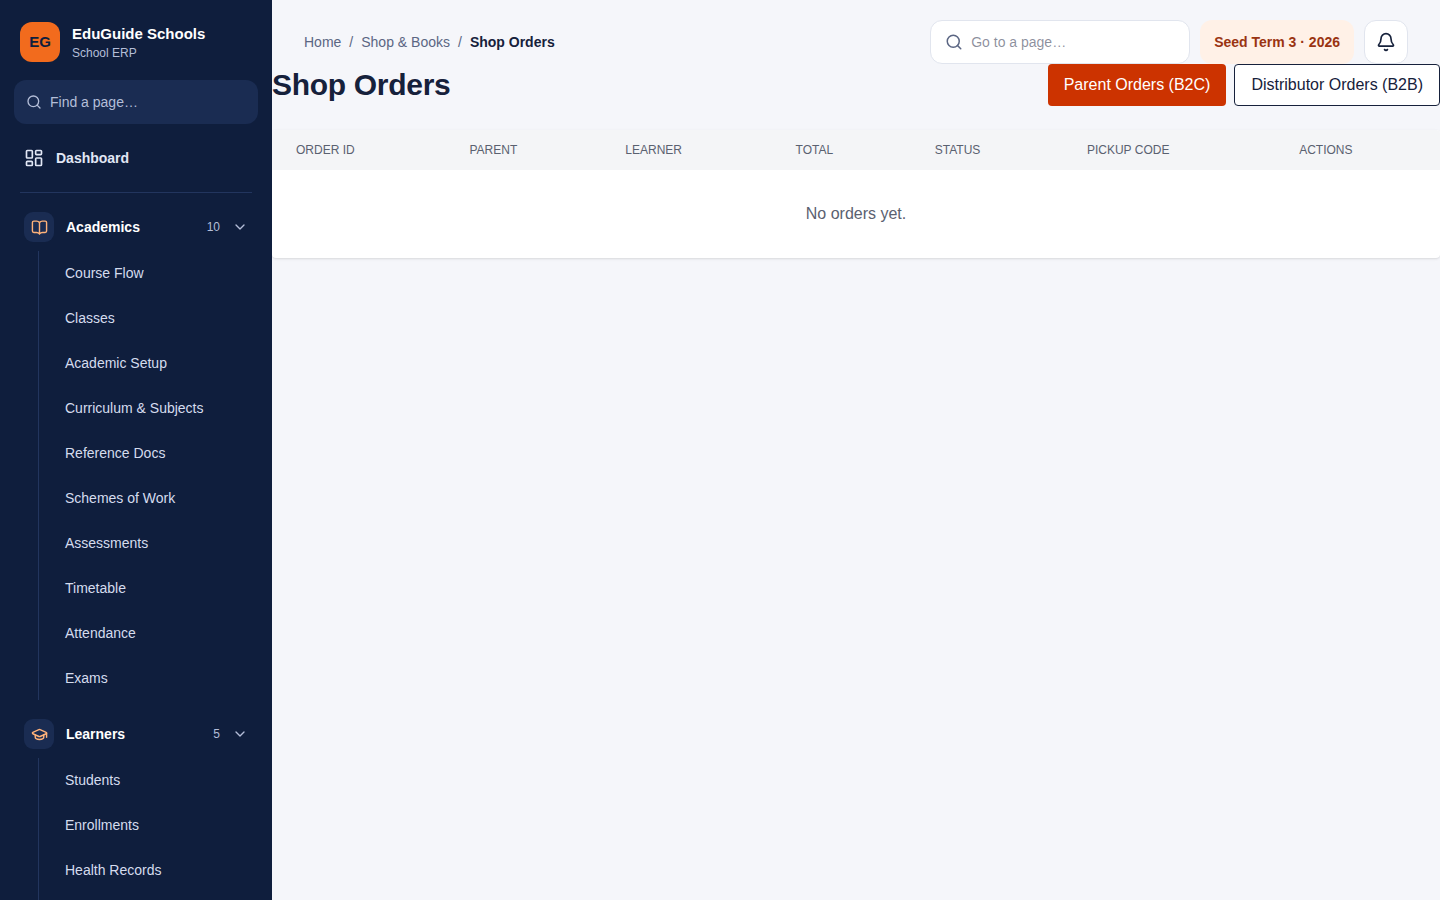 EG
EduGuide Schools
School ERP
Find a page…
Dashboard
Academics 10
Course Flow
Classes
Academic Setup
Curriculum & Subjects
Reference Docs
Schemes of Work
Assessments
Timetable
Attendance
Exams
Learners 5
Students
Enrollments
Health Records
Home / Shop & Books / Shop Orders
Go to a page…
Seed Term 3 · 2026
Shop Orders
Parent Orders (B2C)
Distributor Orders (B2B)
ORDER ID PARENT LEARNER TOTAL STATUS PICKUP CODE ACTIONS
No orders yet.